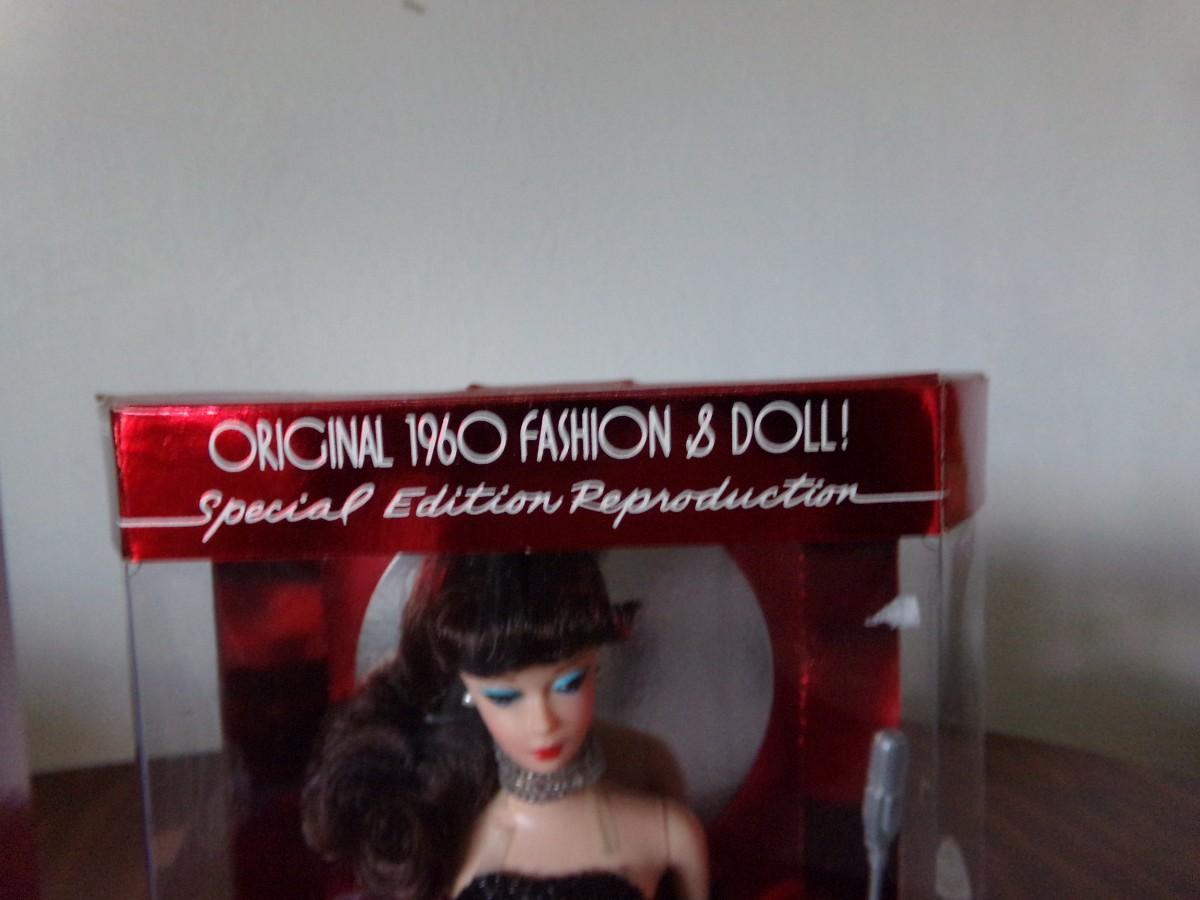 ORIGINAL 1960 FASHION & DOLL!
Special Edition Reproduction